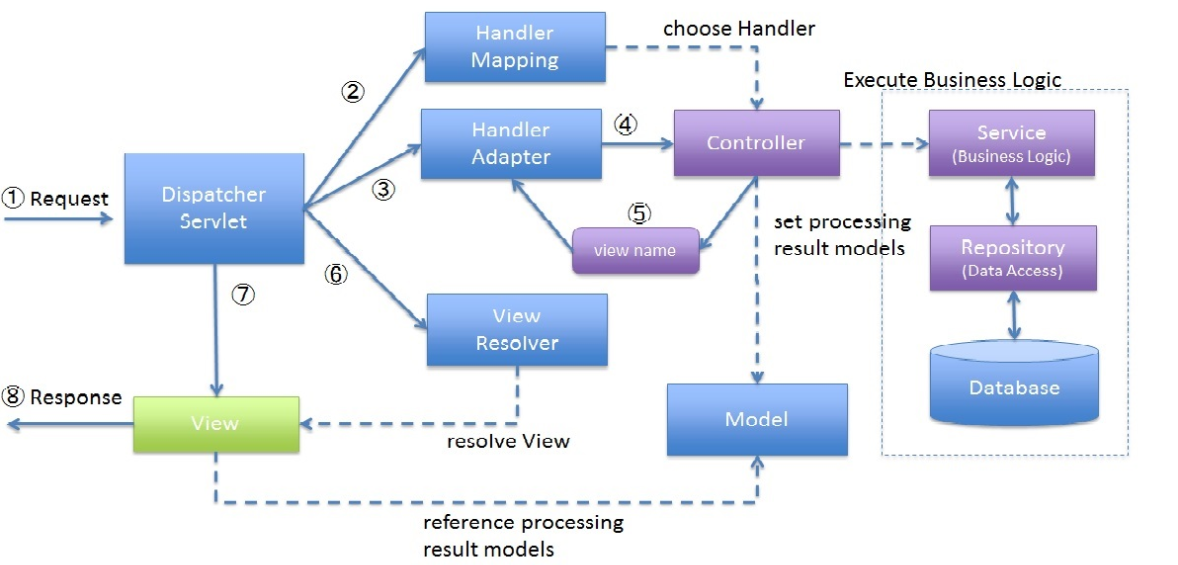 Handler
Mapping
choose Handler
②
Execute Business Logic
Handler
Adapter
④
Controller
Service
(Business Logic)
① Request
Dispatcher
Servlet
③
⑤
view name
set processing
result models
Repository
(Data Access)
⑥
⑦
View
Resolver
Database
⑧ Response
View
resolve View
Model
reference processing
result models